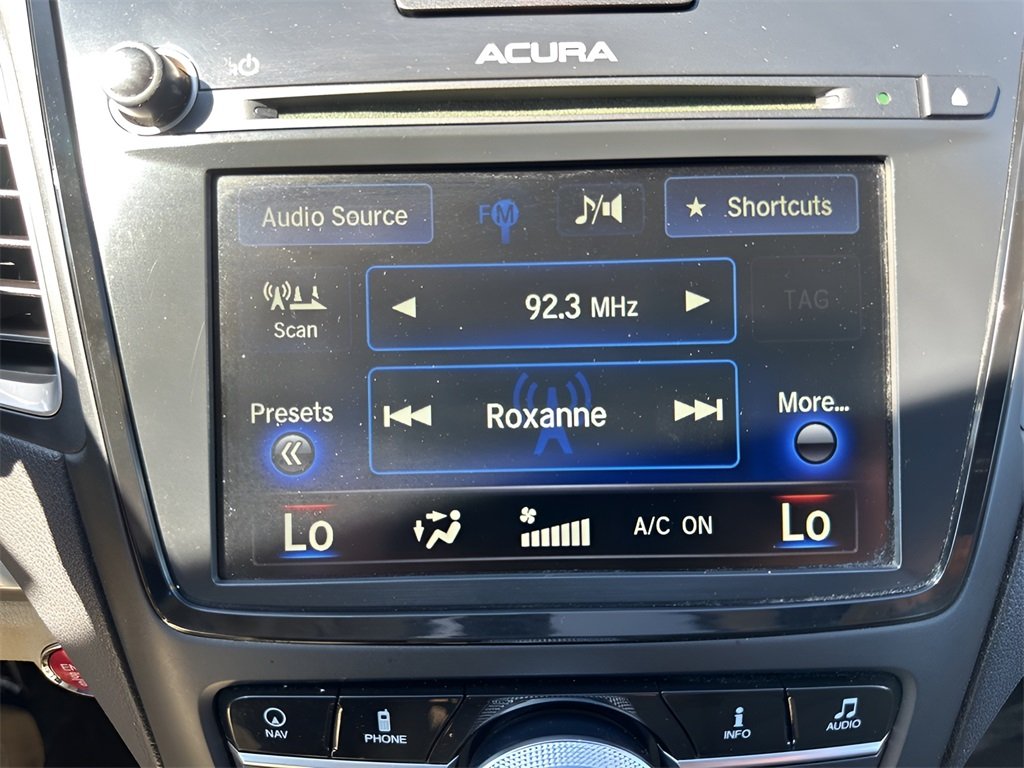 ACURA
Audio Source
FM
★ Shortcuts
Scan
92.3 MHz
TAG
Presets
Roxanne
More...
Lo
A/C ON
Lo
NAV
PHONE
INFO
AUDIO